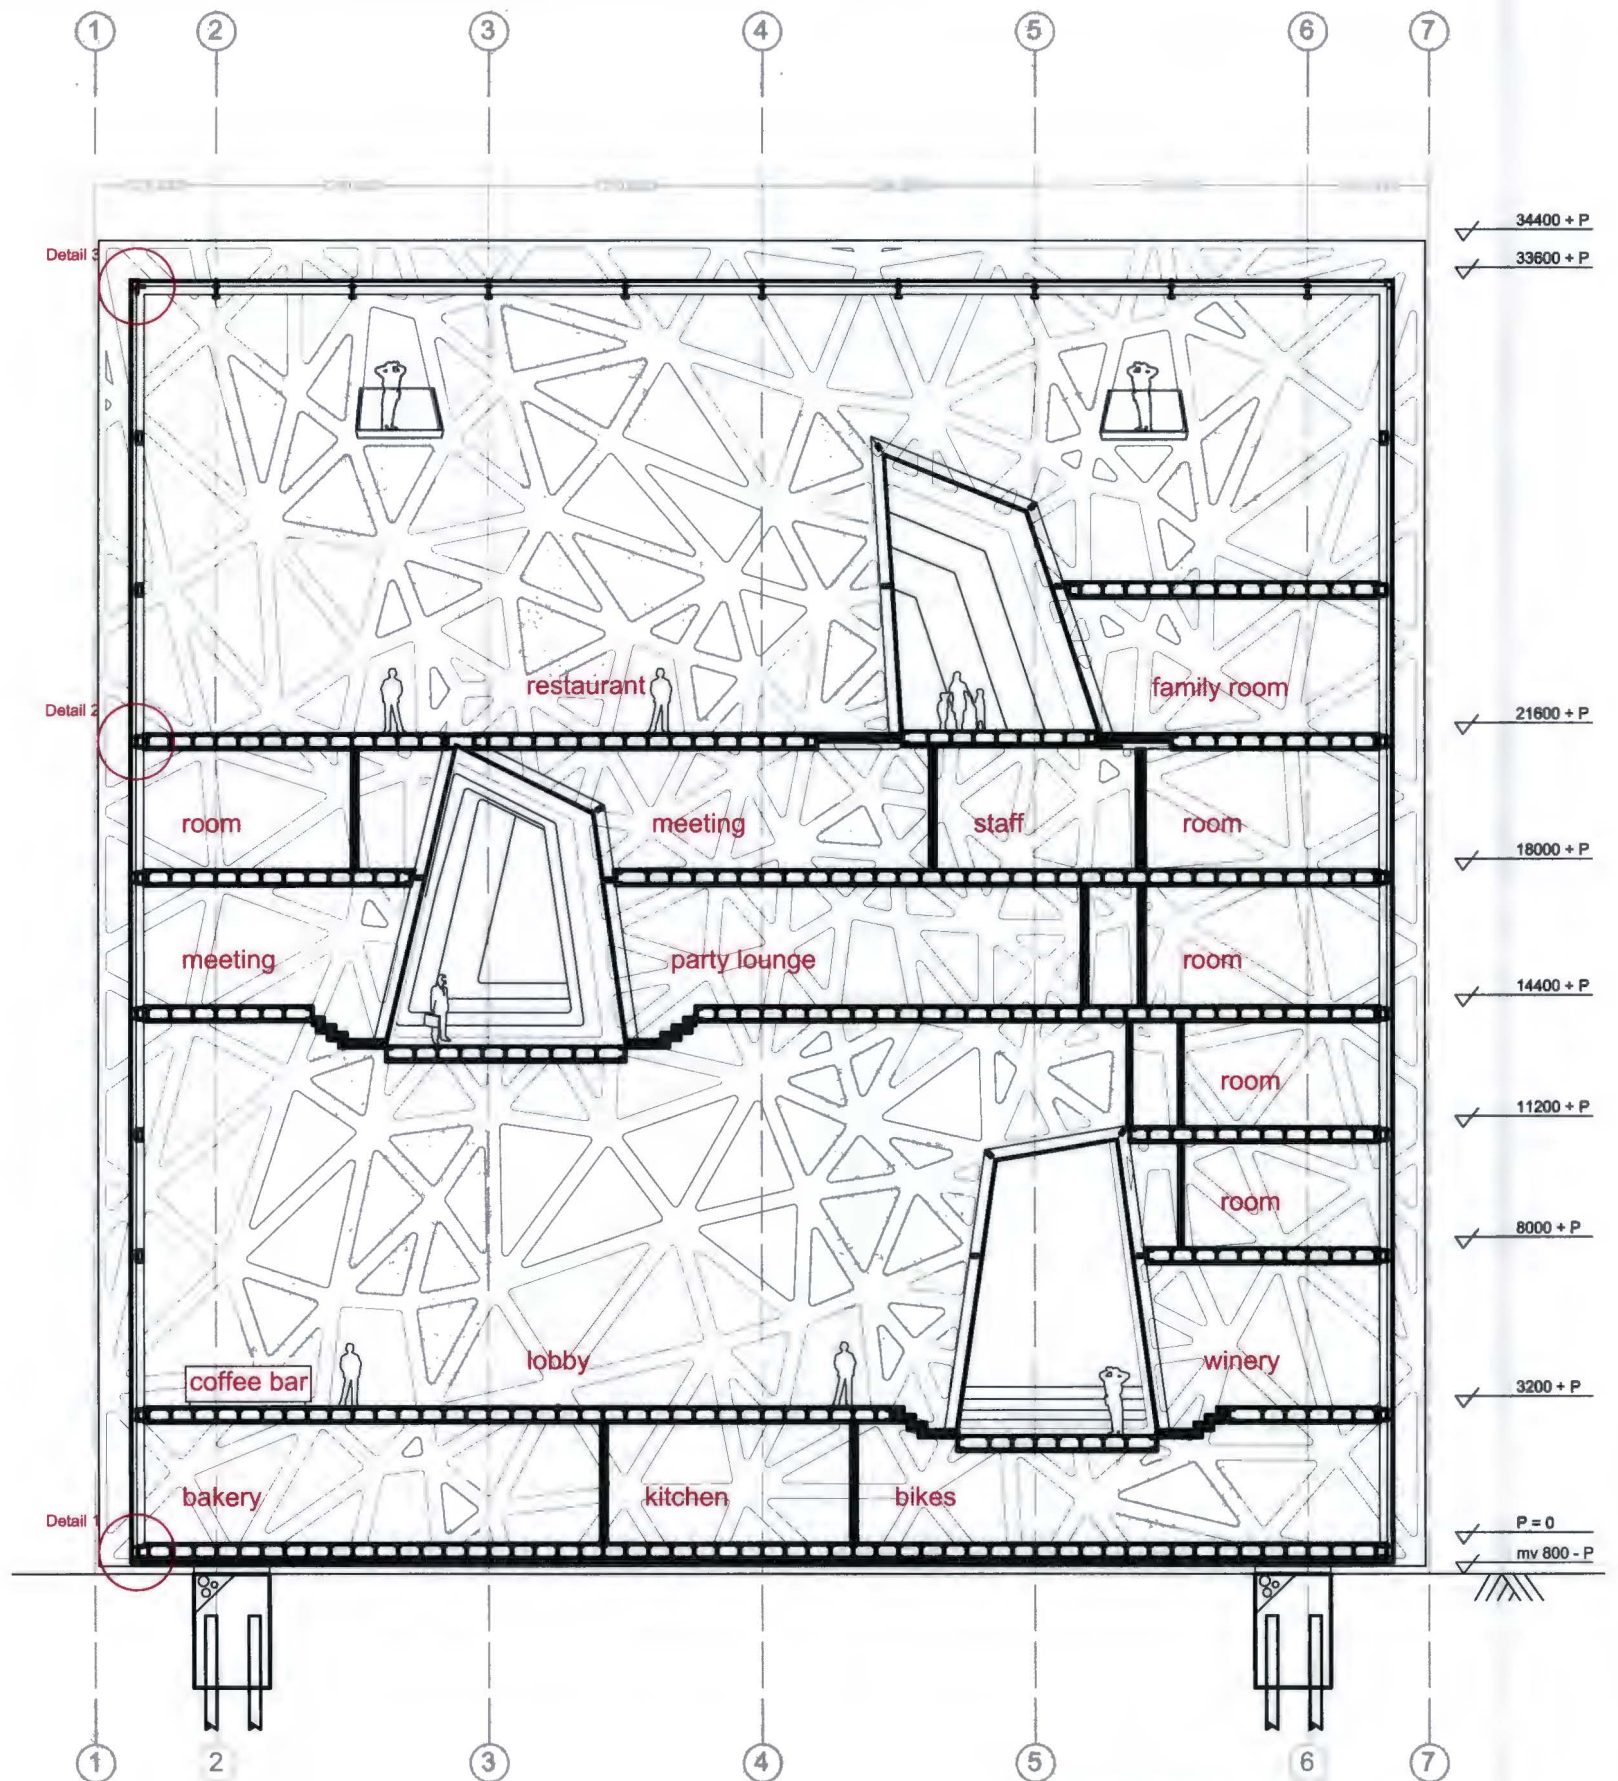 1 2 3 4 5 6 7
34400 + P
Detail 3
33600 + P
restaurant
family room
Detail 2
21600 + P
room
meeting
staff
room
18000 + P
meeting
party lounge
room
14400 + P
room
11200 + P
room
8000 + P
lobby
winery
coffee bar
3200 + P
bakery
kitchen
bikes
Detail 1
P = 0
mv 800 - P
1 2 3 4 5 6 7